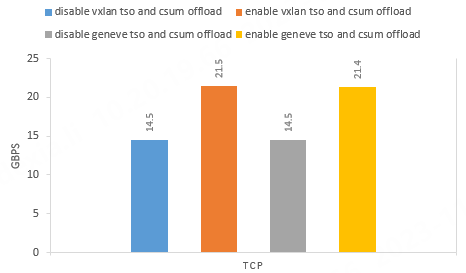 disable vxlan tso and csum offload enable vxlan tso and csum offload
disable geneve tso and csum offload enable geneve tso and csum offload
25
20
15
10
5
0
GBPS
14.5
21.5
14.5
21.4
TCP